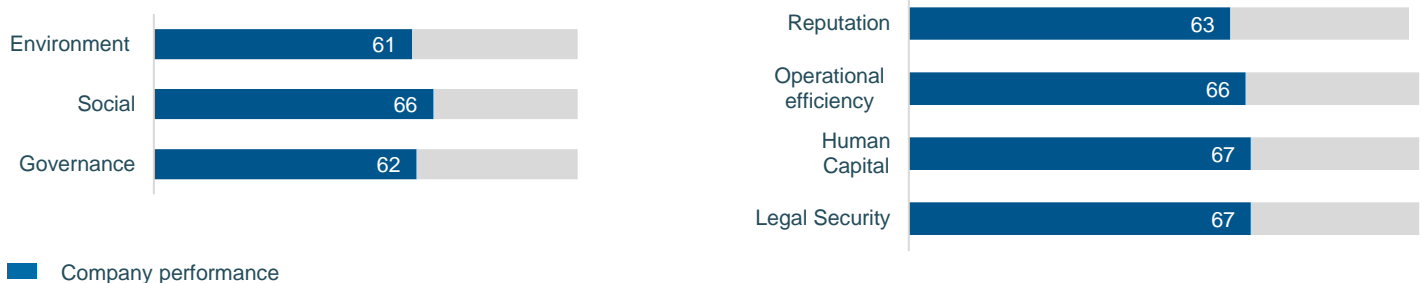 Environment 61
Social 66
Governance 62
Reputation 63
Operational
efficiency 66
Human
Capital 67
Legal Security 67
Company performance